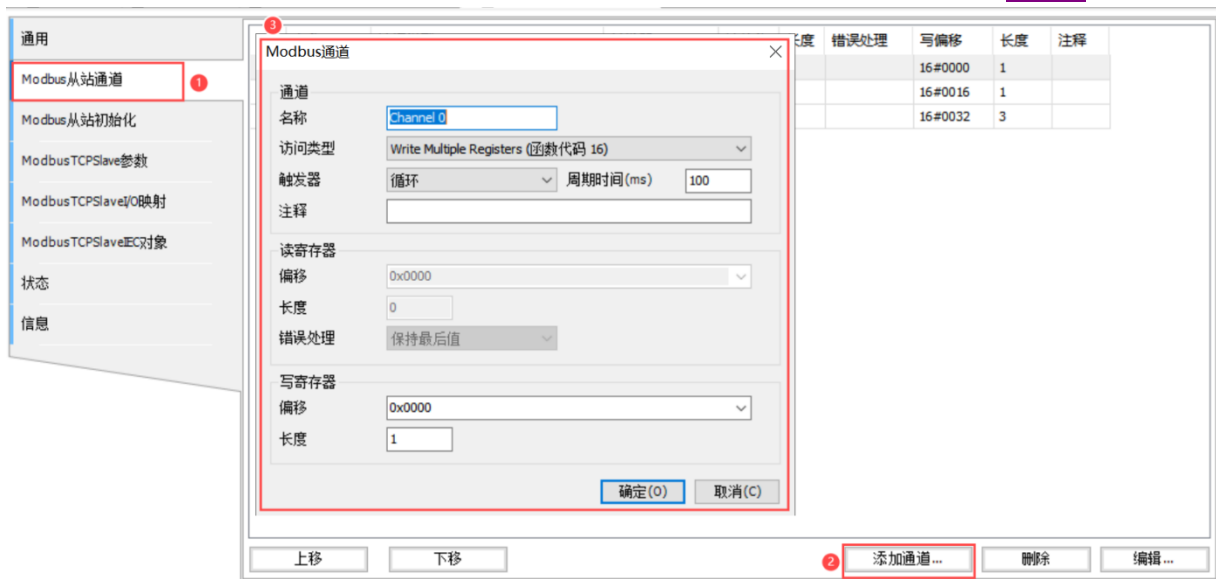 通用
Modbus从站通道
1
Modbus从站初始化
ModbusTCPSlave参数
ModbusTCPSlaveI/O映射
ModbusTCPSlaveIEC对象
状态
信息
3
长度 错误处理 写偏移 长度 注释
16#0000 1
16#0016 1
16#0032 3
Modbus通道
通道
名称 Channel 0
访问类型 Write Multiple Registers (函数代码 16)
触发器 循环 周期时间(ms) 100
注释
读寄存器
偏移 0x0000
长度 0
错误处理 保持最后值
写寄存器
偏移 0x0000
长度 1
确定(O) 取消(C)
上移 下移 2 添加通道... 删除 编辑...